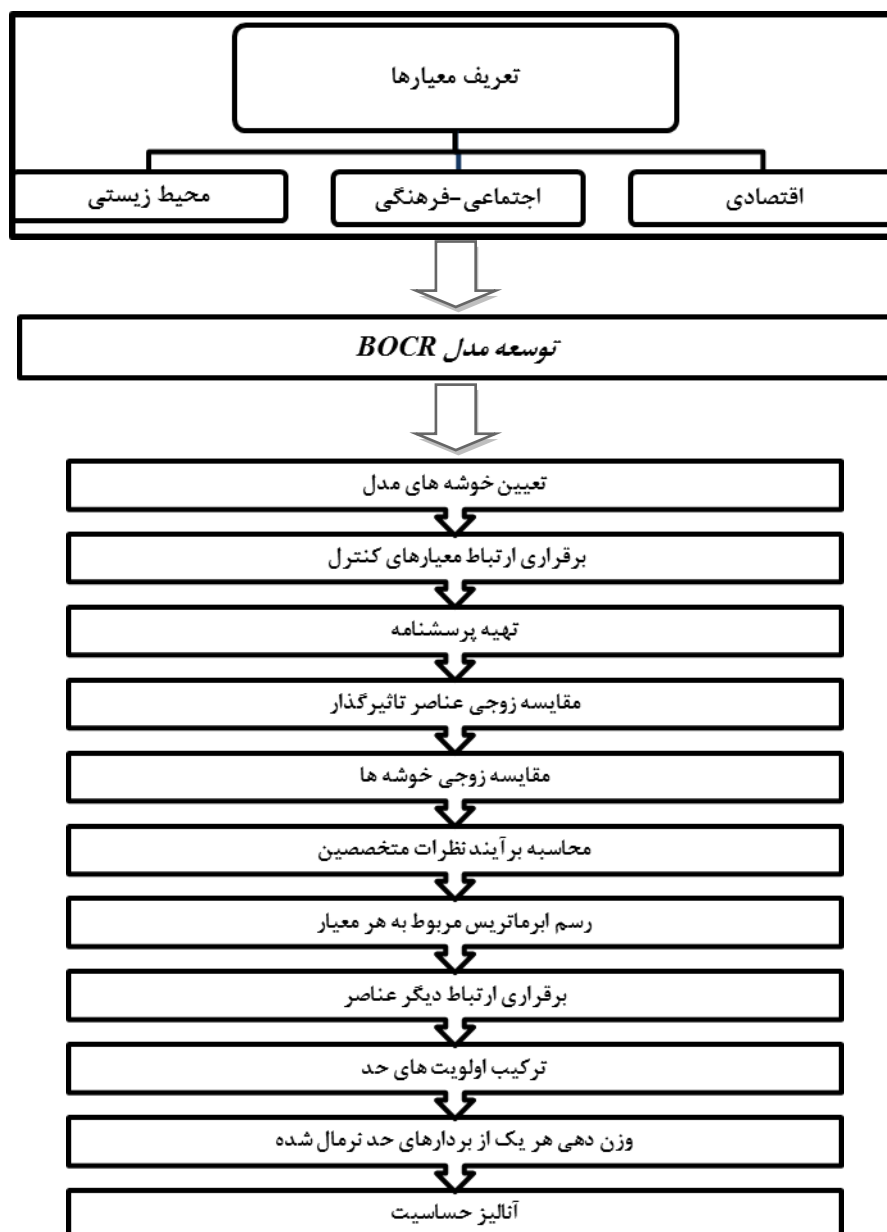 تعریف معیارها
اقتصادی
اجتماعی-فرهنگی
محیط زیستی
توسعه مدل BOCR
تعیین خوشه های مدل
برقراری ارتباط معیارهای کنترل
تهیه پرسشنامه
مقایسه زوجی عناصر تاثیرگذار
مقایسه زوجی خوشه ها
محاسبه برآیند نظرات متخصصین
رسم ابرماتریس مربوط به هر معیار
برقراری ارتباط دیگر عناصر
ترکیب اولویت های حد
وزن دهی هر یک از بردارهای حد نرمال شده
آنالیز حساسیت